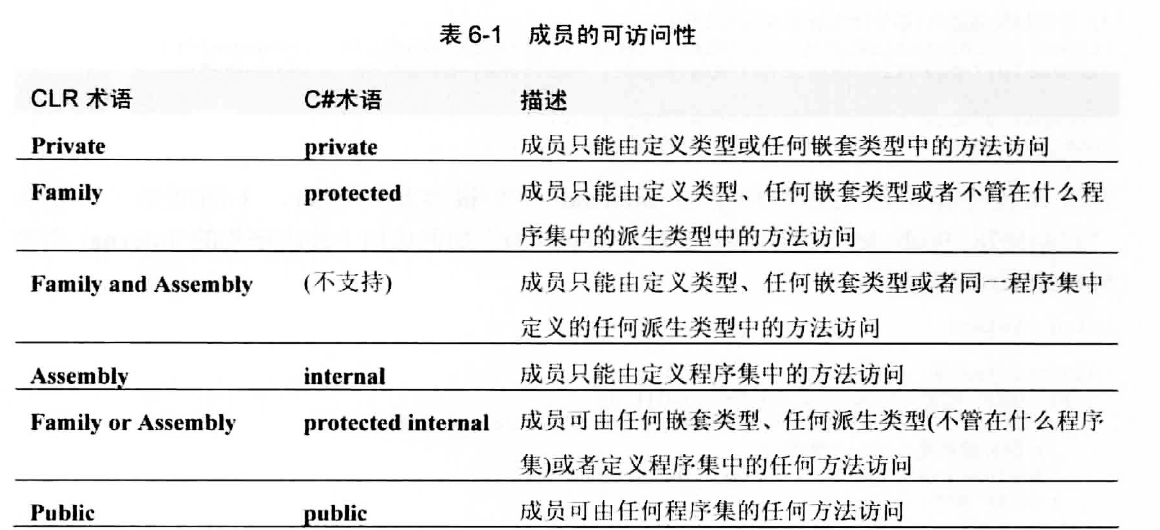 表 6-1 成员的可访问性
CLR 术语 C#术语 描述
Private private 成员只能由定义类型或任何嵌套类型中的方法访问
Family protected 成员只能由定义类型、任何嵌套类型或者不管在什么程
序集中的派生类型中的方法访问
Family and Assembly (不支持) 成员只能由定义类型、任何嵌套类型或者同一程序集中
定义的任何派生类型中的方法访问
Assembly internal 成员只能由定义程序集中的方法访问
Family or Assembly protected internal 成员可由任何嵌套类型、任何派生类型(不管在什么程序
集)或者定义程序集中的任何方法访问
Public public 成员可由任何程序集的任何方法访问